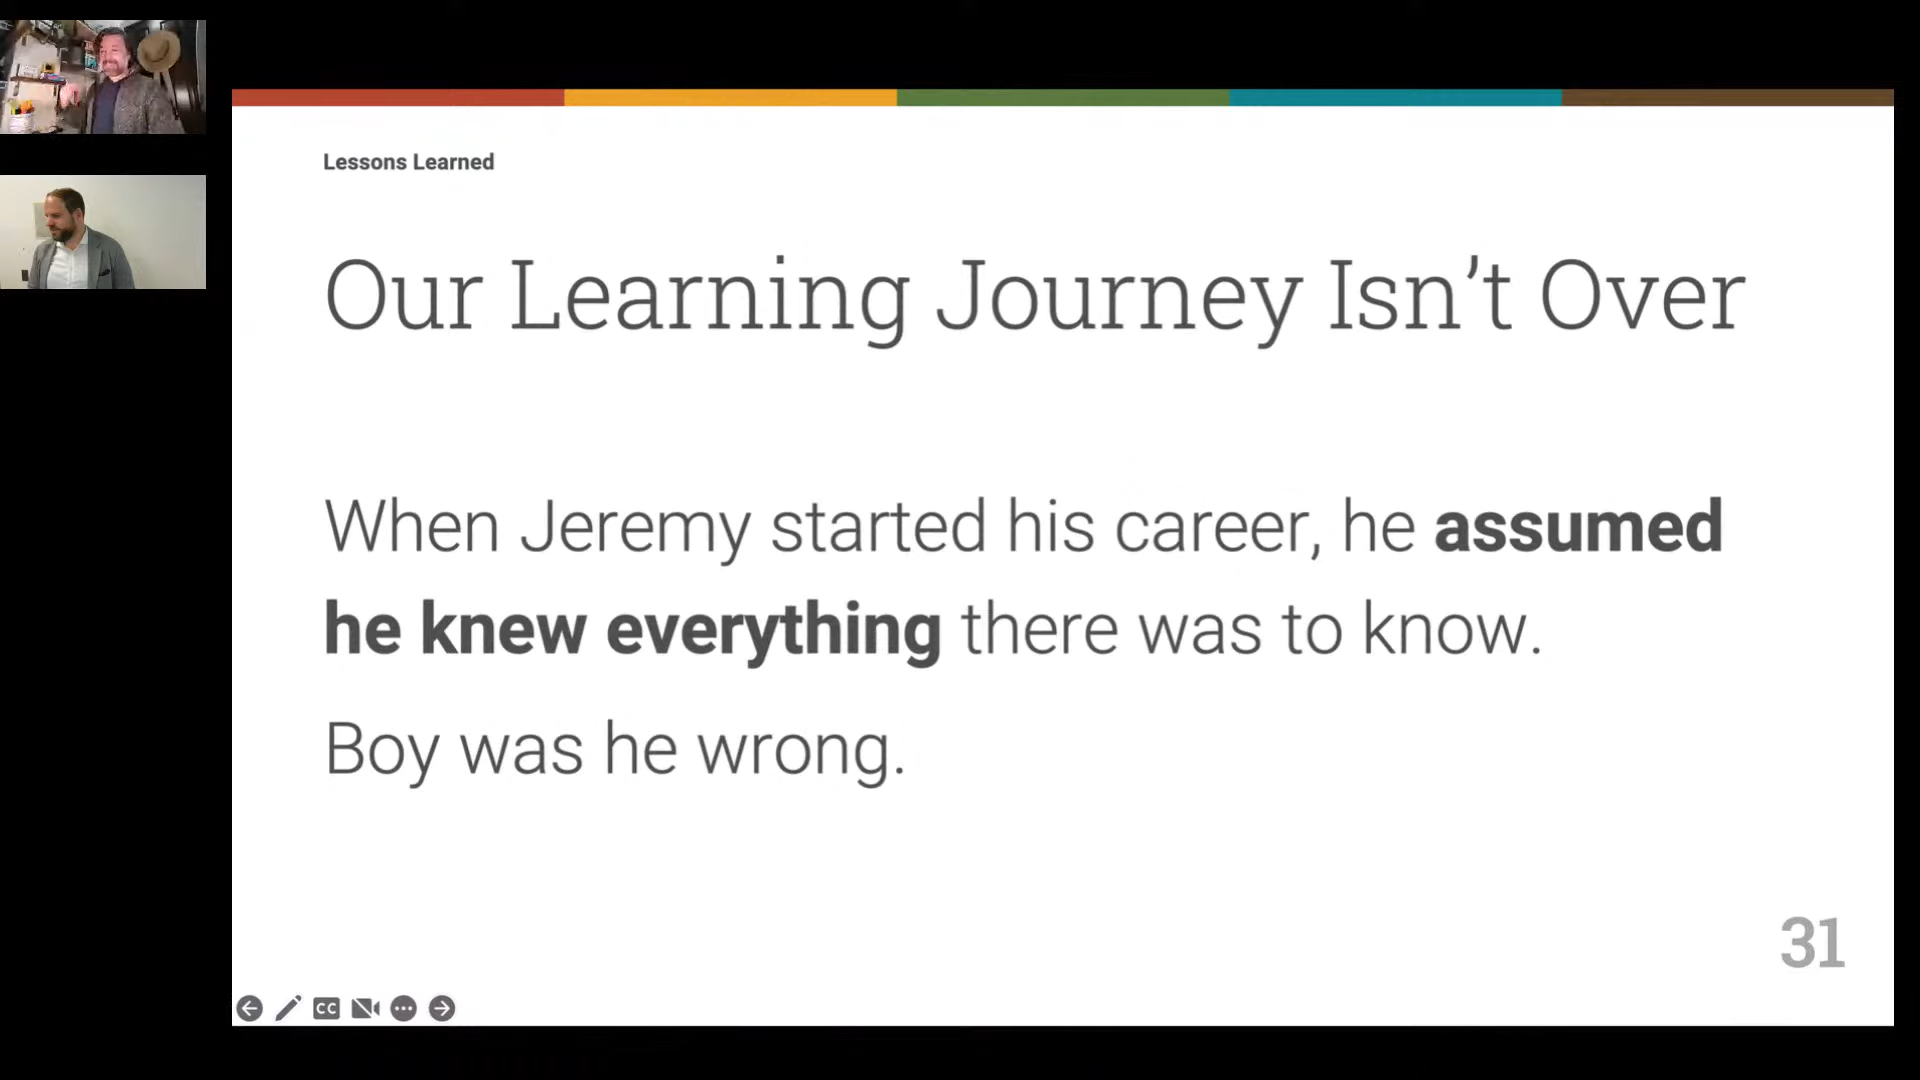 Lessons Learned
Our Learning Journey Isn’t Over
When Jeremy started his career, he assumed
he knew everything there was to know.
Boy was he wrong.
31
CC